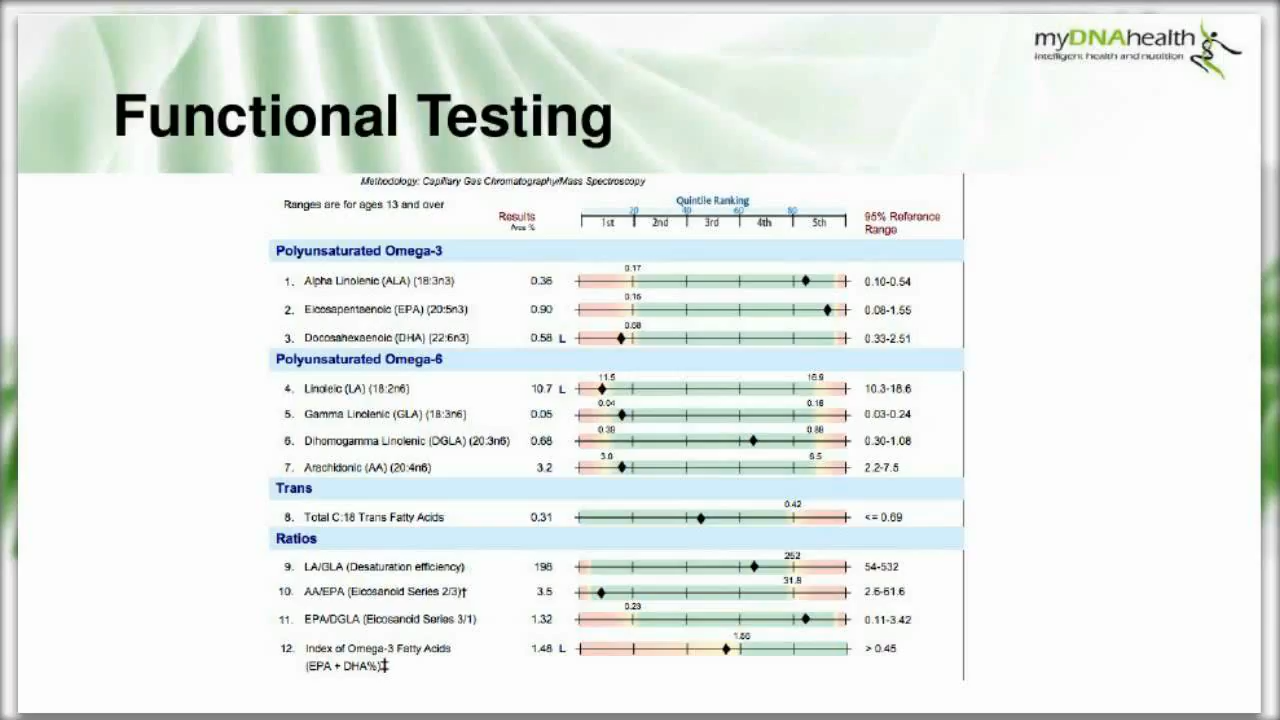 myDNAhealth
intelligent health and nutrition
Functional Testing
Methodology: Capillary Gas Chromatography/Mass Spectroscopy
Ranges are for ages 13 and over
Results
Area %
Quintile Ranking
20 40 60 80
1st 2nd 3rd 4th 5th
95% Reference
Range
Polyunsaturated Omega-3
0.17
1. Alpha Linolenic (ALA) (18:3n3) 0.36 0.10-0.54
0.16
2. Eicosapentaenoic (EPA) (20:5n3) 0.90 0.08-1.55
0.68
3. Docosahexaenoic (DHA) (22:6n3) 0.58 L 0.33-2.51
Polyunsaturated Omega-6
11.5 16.9
4. Linoleic (LA) (18:2n6) 10.7 L 10.3-18.6
0.04 0.16
5. Gamma Linolenic (GLA) (18:3n6) 0.05 0.03-0.24
0.39 0.88
6. Dihomogamma Linolenic (DGLA) (20:3n6) 0.68 0.30-1.08
3.0 6.5
7. Arachidonic (AA) (20:4n6) 3.2 2.2-7.5
Trans
0.42
8. Total C:18 Trans Fatty Acids 0.31 <= 0.69
Ratios
252
9. LA/GLA (Desaturation efficiency) 198 54-532
31.8
10. AA/EPA (Eicosanoid Series 2/3)† 3.5 2.6-61.6
0.23
11. EPA/DGLA (Eicosanoid Series 3/1) 1.32 0.11-3.42
12. Index of Omega-3 Fatty Acids 1.48 L > 0.45
(EPA + DHA%)‡